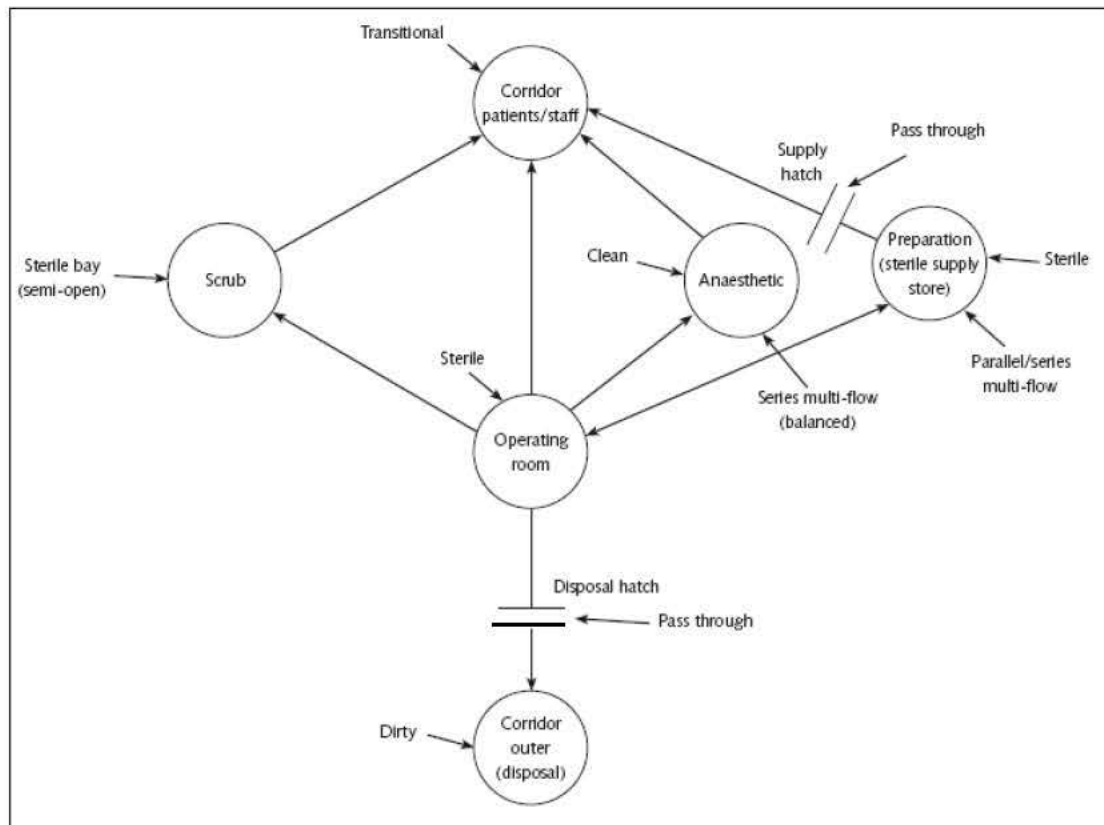 Transitional
Corridor
patients/staff
Pass through
Supply
hatch
Sterile bay
(semi-open)
Scrub
Clean
Anaesthetic
Preparation
(sterile supply
store)
Sterile
Sterile
Series multi-flow
(balanced)
Parallel/series
multi-flow
Operating
room
Disposal hatch
Pass through
Dirty
Corridor
outer
(disposal)